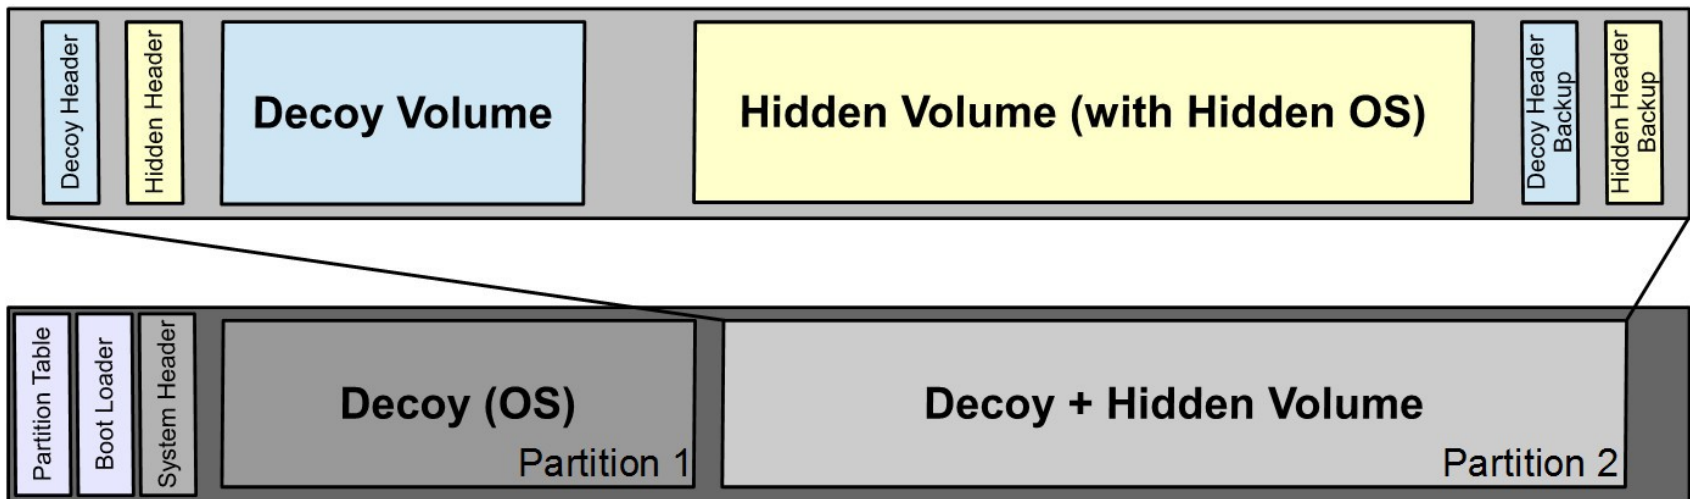 Decoy Header
Hidden Header
Decoy Volume
Hidden Volume (with Hidden OS)
Decoy Header
Backup
Hidden Header
Backup
Partition Table
Boot Loader
System Header
Decoy (OS)
Partition 1
Decoy + Hidden Volume
Partition 2